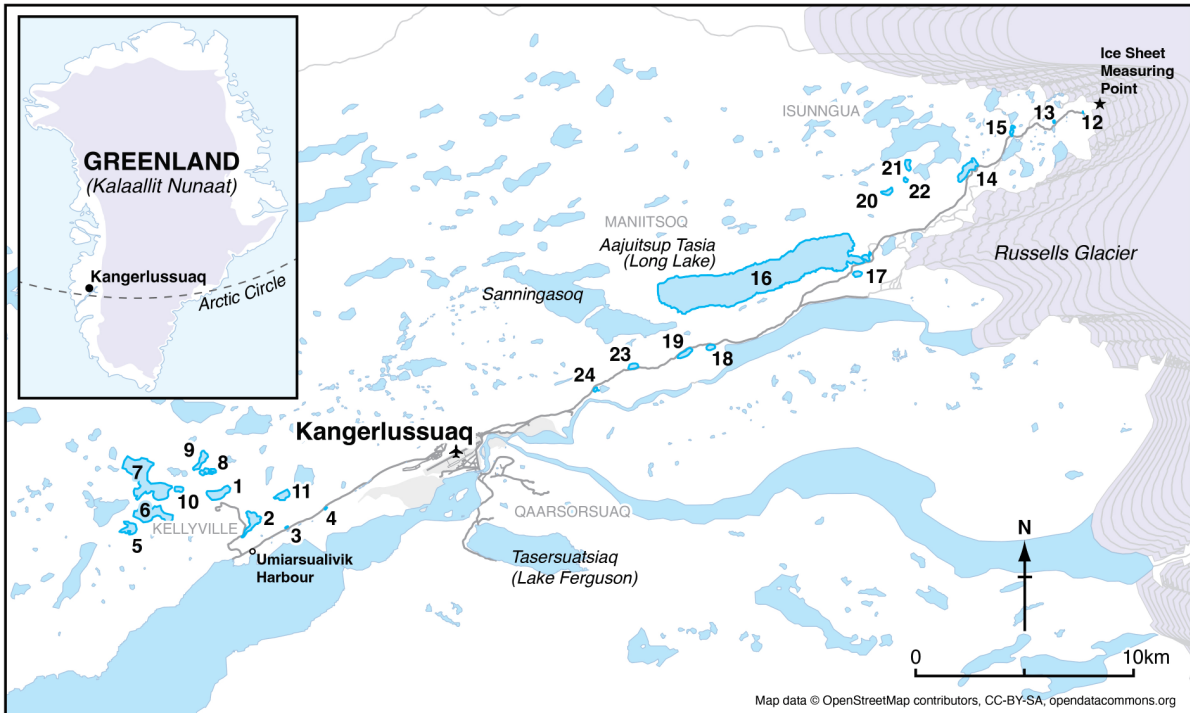 GREENLAND
(Kalaallit Nunaat)
Kangerlussuaq
Arctic Circle
Ice Sheet
Measuring
Point
ISUNNGUA
15
13
12
21
14
20
22
MANIITSOQ
Aajuitsup Tasia
(Long Lake)
Russells Glacier
16
17
Sanningasoq
19
18
23
24
Kangerlussuaq
9
8
7
1
11
10
6
2
4
KELLYVILLE
3
5
QAARSORSUAQ
Umiarsualivik
Harbour
Tasersuatsiaq
(Lake Ferguson)
N
0
10km
Map data © OpenStreetMap contributors, CC-BY-SA, opendatacommons.org